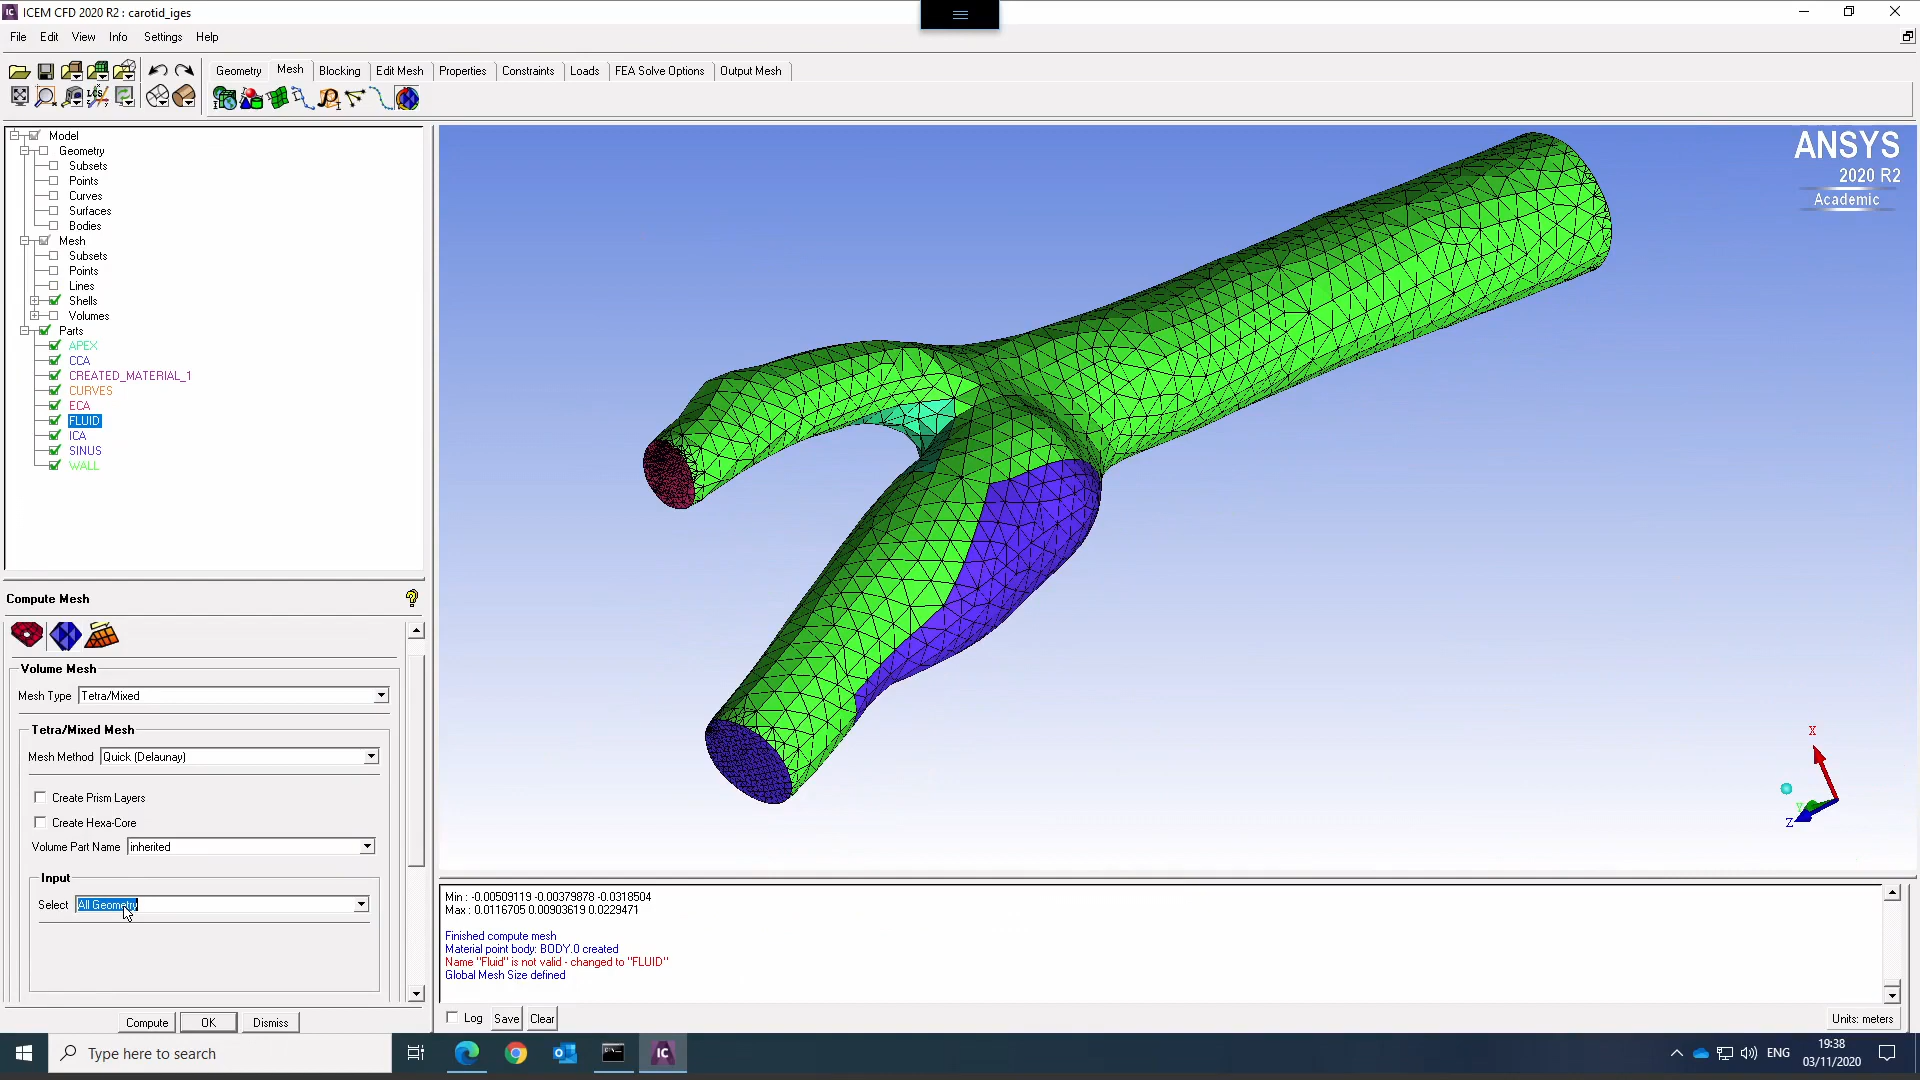 ICEM CFD 2020 R2 : carotid_iges
File Edit View Info Settings Help
Geometry Mesh Blocking Edit Mesh Properties Constraints Loads FEA Solve Options Output Mesh
Model
Geometry
Subsets
Points
Curves
Surfaces
Bodies
Mesh
Subsets
Points
Lines
Shells
Volumes
Parts
APEX
CCA
CREATED_MATERIAL_1
CURVES
ECA
FLUID
ICA
SINUS
WALL
ANSYS
2020 R2
Academic
X
Y
Z
Compute Mesh
Volume Mesh
Mesh Type Tetra/Mixed
Tetra/Mixed Mesh
Mesh Method Quick (Delaunay)
Create Prism Layers
Create Hexa-Core
Volume Part Name inherited
Input
Select All Geometry
Compute OK Dismiss
Min : -0.00509119 -0.00379878 -0.0318504
Max : 0.0116705 0.00903619 0.0229471
Finished compute mesh
Material point body: BODY.0 created
Name "Fluid" is not valid - changed to "FLUID"
Global Mesh Size defined
Log Save Clear
Units: meters
Type here to search
IC
ENG
19:38
03/11/2020